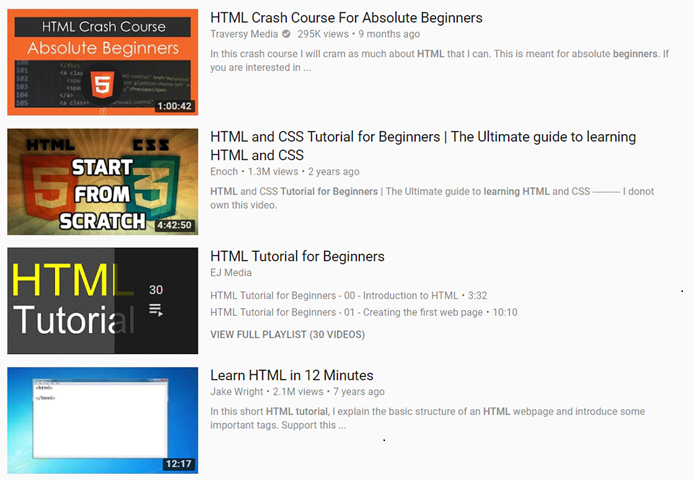 HTML Crash Course
Absolute Beginners
1:00:42
HTML Crash Course For Absolute Beginners
Traversy Media 295K views • 9 months ago
In this crash course I will cram as much about HTML that I can. This is meant for absolute beginners. If
you are interested in ...
HTML CSS
START
FROM
SCRATCH
4:42:50
HTML and CSS Tutorial for Beginners | The Ultimate guide to learning
HTML and CSS
Enoch • 1.3M views • 2 years ago
HTML and CSS Tutorial for Beginners | The Ultimate guide to learning HTML and CSS ---------- I donot
own this video.
HTML
Tutorial
30
HTML Tutorial for Beginners
EJ Media
HTML Tutorial for Beginners - 00 - Introduction to HTML • 3:32
HTML Tutorial for Beginners - 01 - Creating the first web page • 10:10
VIEW FULL PLAYLIST (30 VIDEOS)
<html>
</html>
12:17
Learn HTML in 12 Minutes
Jake Wright • 2.1M views • 7 years ago
In this short HTML tutorial, I explain the basic structure of an HTML webpage and introduce some
important tags. Support this ...